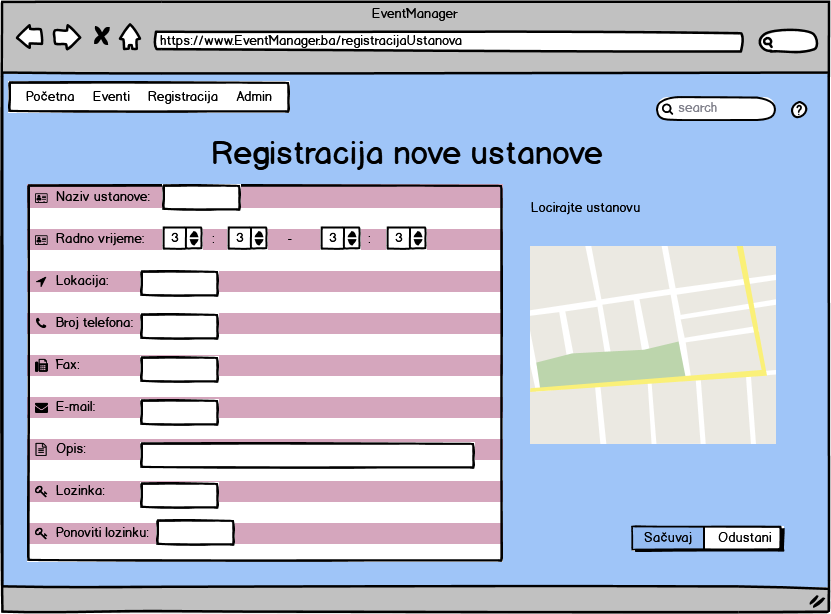 EventManager
https://www.EventManager.ba/registracijaUstanova
Početna Eventi Registracija Admin
search
?
Registracija nove ustanove
Naziv ustanove:
Radno vrijeme: 3 : 3 - 3 : 3
Lokacija:
Broj telefona:
Fax:
E-mail:
Opis:
Lozinka:
Ponoviti lozinku:
Locirajte ustanovu
Sačuvaj Odustani